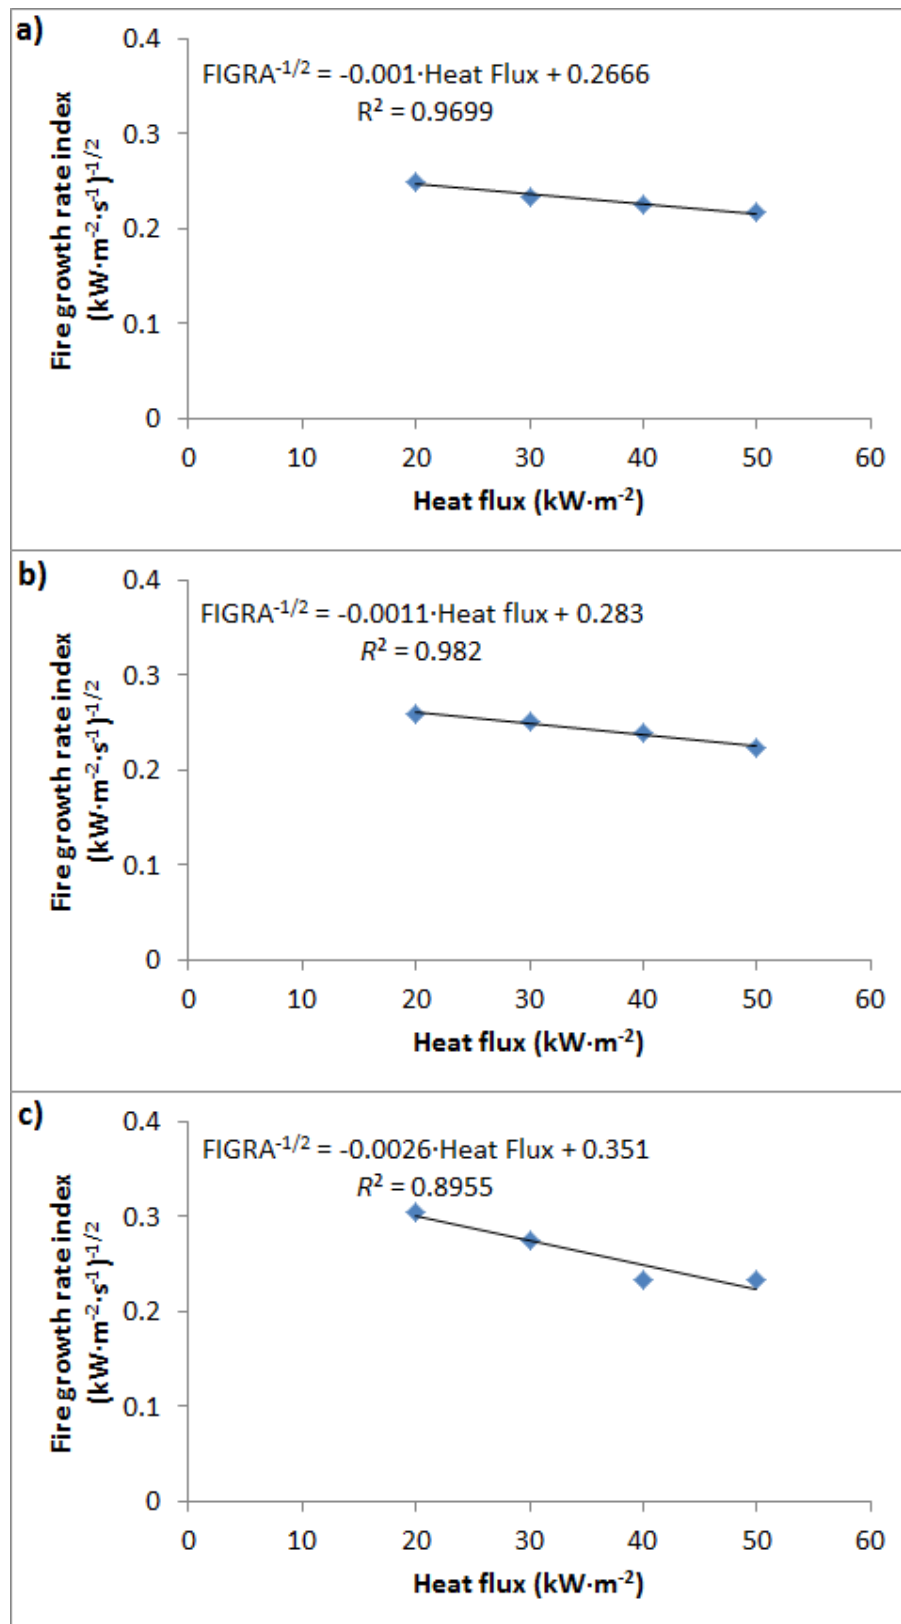 a)
0.4
FIGRA⁻¹/² = -0.001·Heat Flux + 0.2666
R² = 0.9699
0.3
0.2
0.1
0
Fire growth rate index
(kW·m⁻²·s⁻¹)⁻¹/²
0 10 20 30 40 50 60
Heat flux (kW·m⁻²)
b)
0.4
FIGRA⁻¹/² = -0.0011·Heat flux + 0.283
R² = 0.982
0.3
0.2
0.1
0
Fire growth rate index
(kW·m⁻²·s⁻¹)⁻¹/²
0 10 20 30 40 50 60
Heat flux (kW·m⁻²)
c)
0.4
FIGRA⁻¹/² = -0.0026·Heat Flux + 0.351
R² = 0.8955
0.3
0.2
0.1
0
Fire growth rate index
(kW·m⁻²·s⁻¹)⁻¹/²
0 10 20 30 40 50 60
Heat flux (kW·m⁻²)